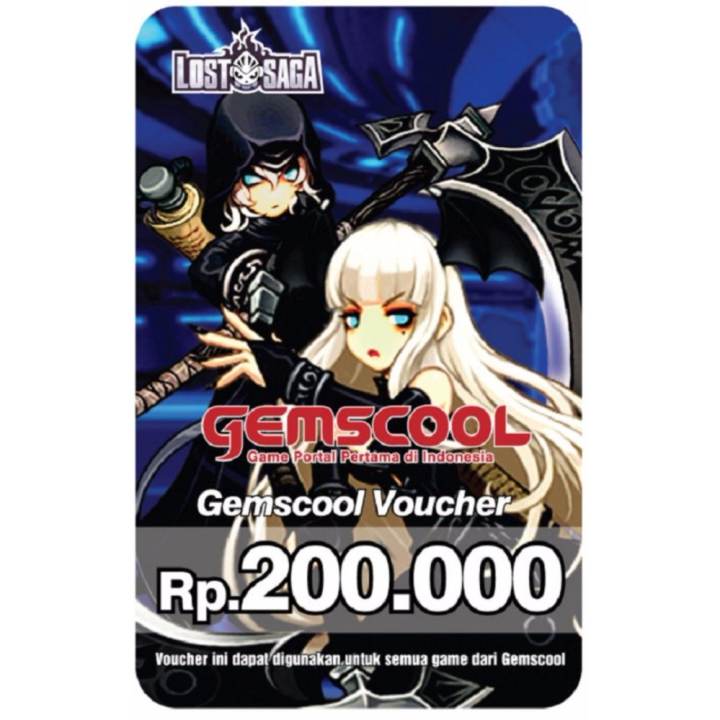 LOST SAGA
GEMSCOOL
Game Portal Pertama di Indonesia
Gemscool Voucher
Rp.200.000
Voucher ini dapat digunakan untuk semua game dari Gemscool